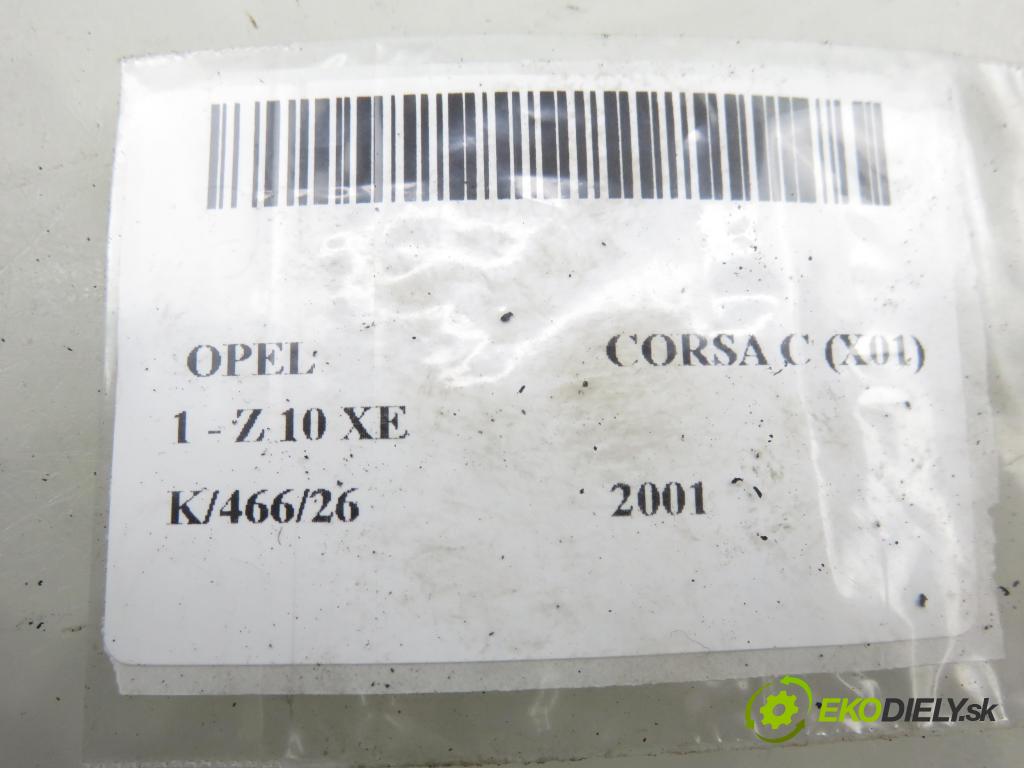 OPEL CORSA C (X01)
1 - Z 10 XE
K/466/26 2001
EKODIELY.sk